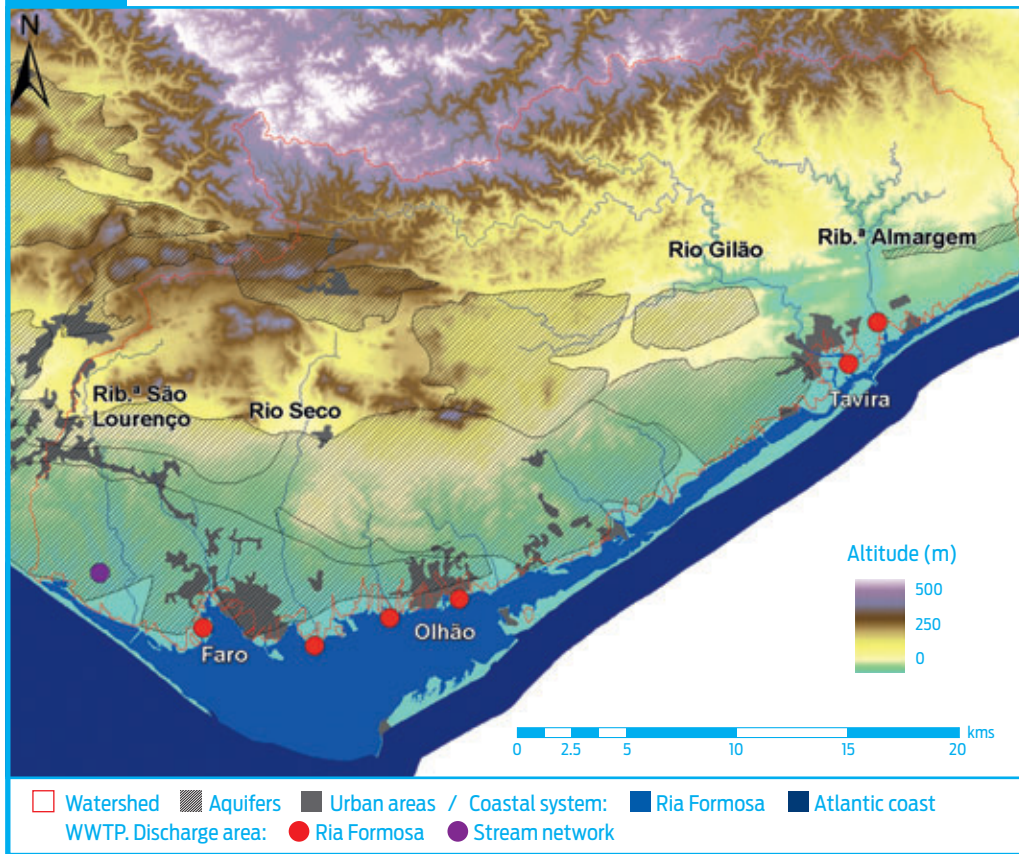 N
Rio Gilão
Rib.ª Almargem
Rib.ª São
Lourenço
Rio Seco
Tavira
Altitude (m)
500
250
0
Olhão
Faro
kms
0 2.5 5 10 15 20
Watershed Aquifers Urban areas / Coastal system: Ria Formosa Atlantic coast
WWTP. Discharge area: Ria Formosa Stream network